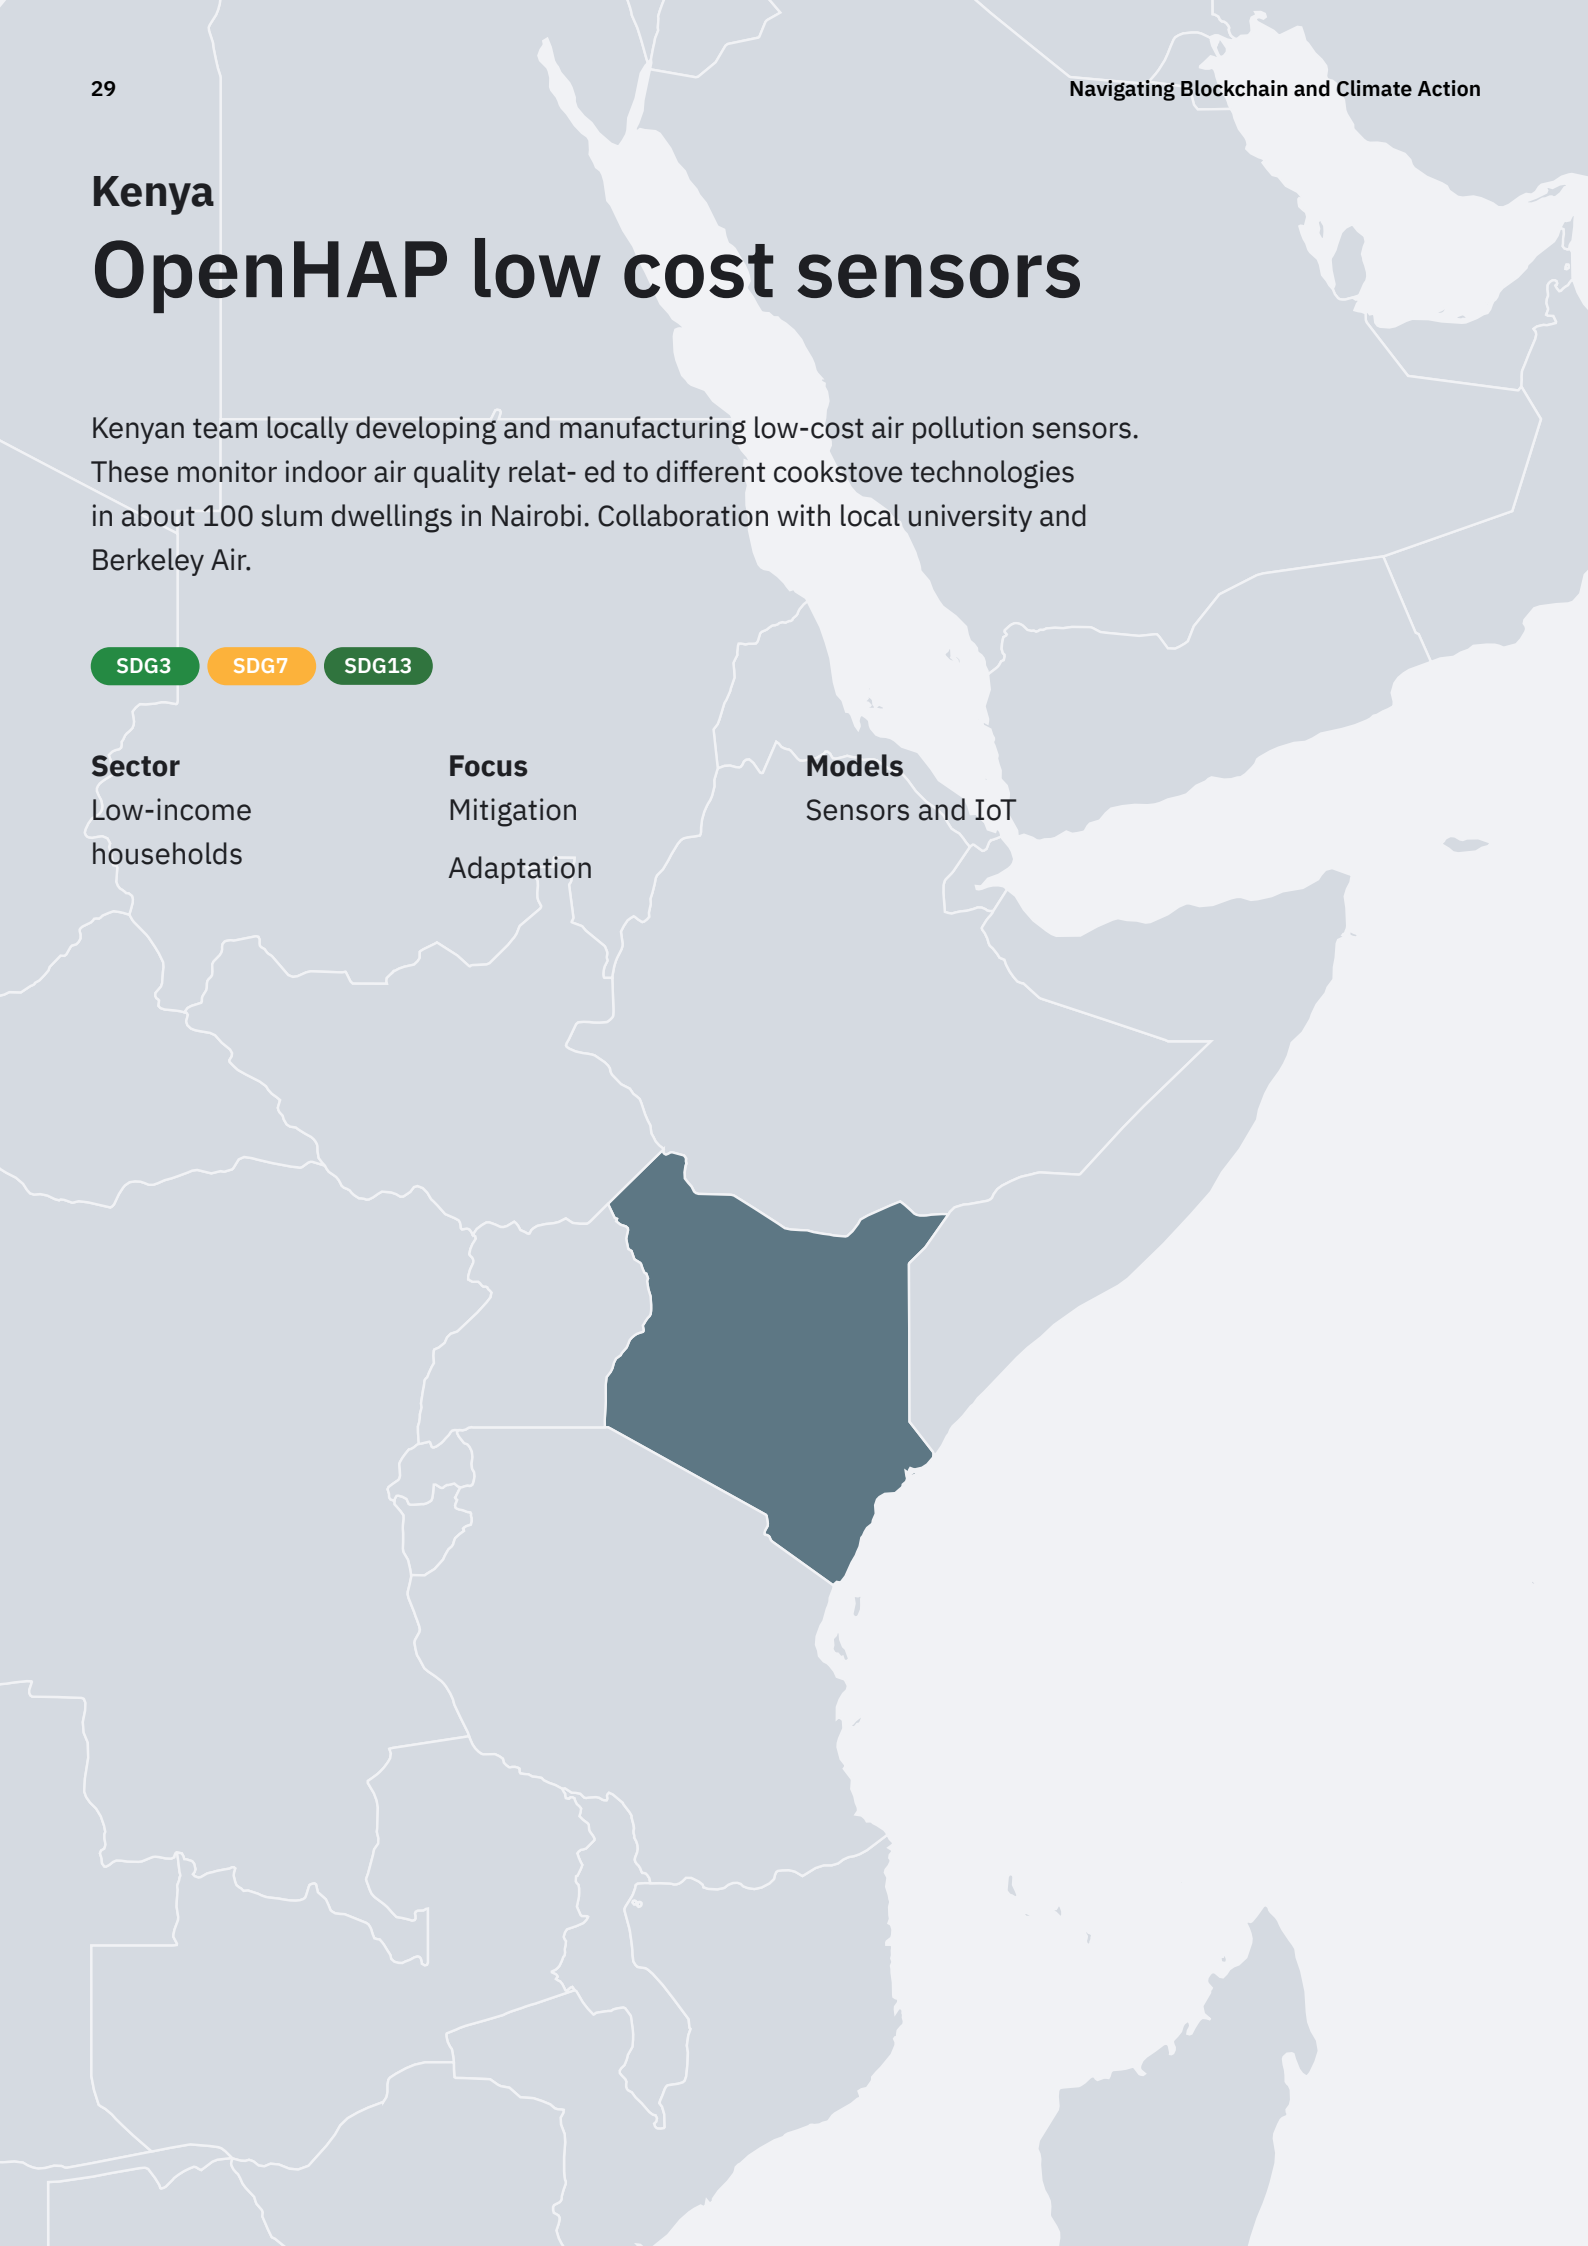 29
Navigating Blockchain and Climate Action
Kenya
OpenHAP low cost sensors
Kenyan team locally developing and manufacturing low-cost air pollution sensors.
These monitor indoor air quality relat- ed to different cookstove technologies
in about 100 slum dwellings in Nairobi. Collaboration with local university and
Berkeley Air.
SDG3 SDG7 SDG13
Sector
Low-income
households
Focus
Mitigation
Adaptation
Models
Sensors and IoT